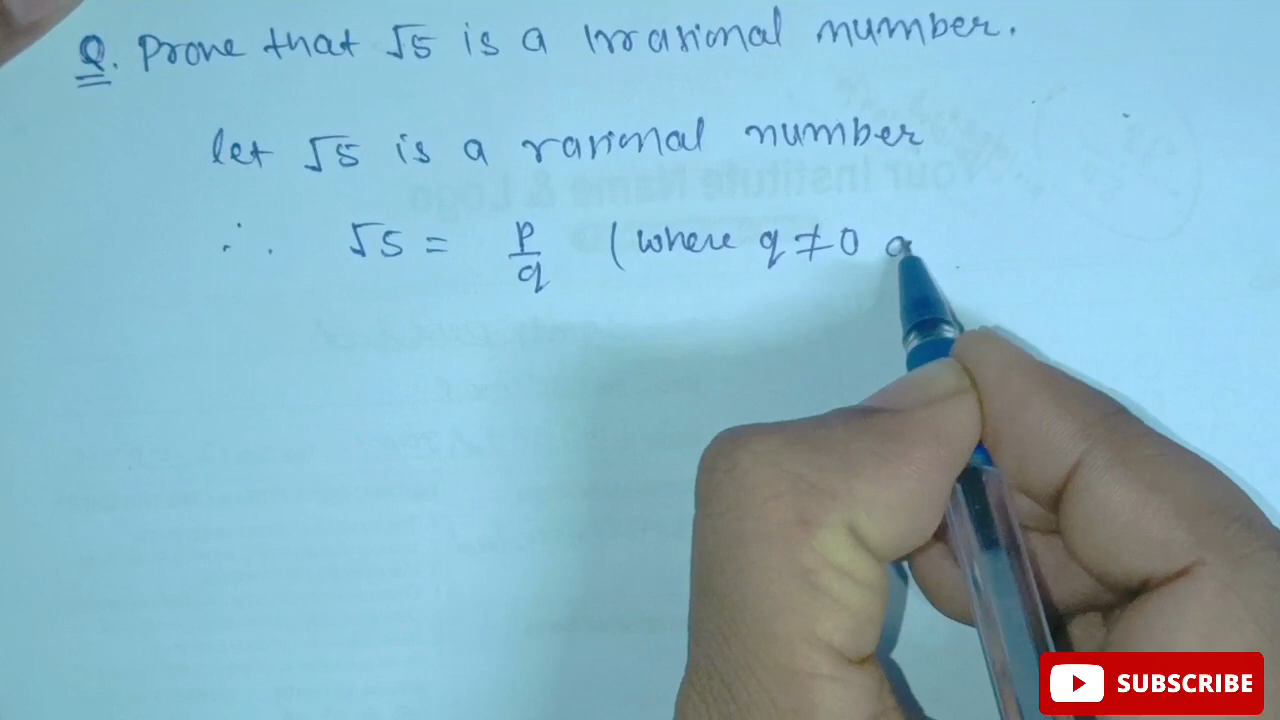 Q. Prove that √5 is a Irrational number.
let √5 is a rational number
∴ √5 = p/q (where q ≠ 0 a
SUBSCRIBE